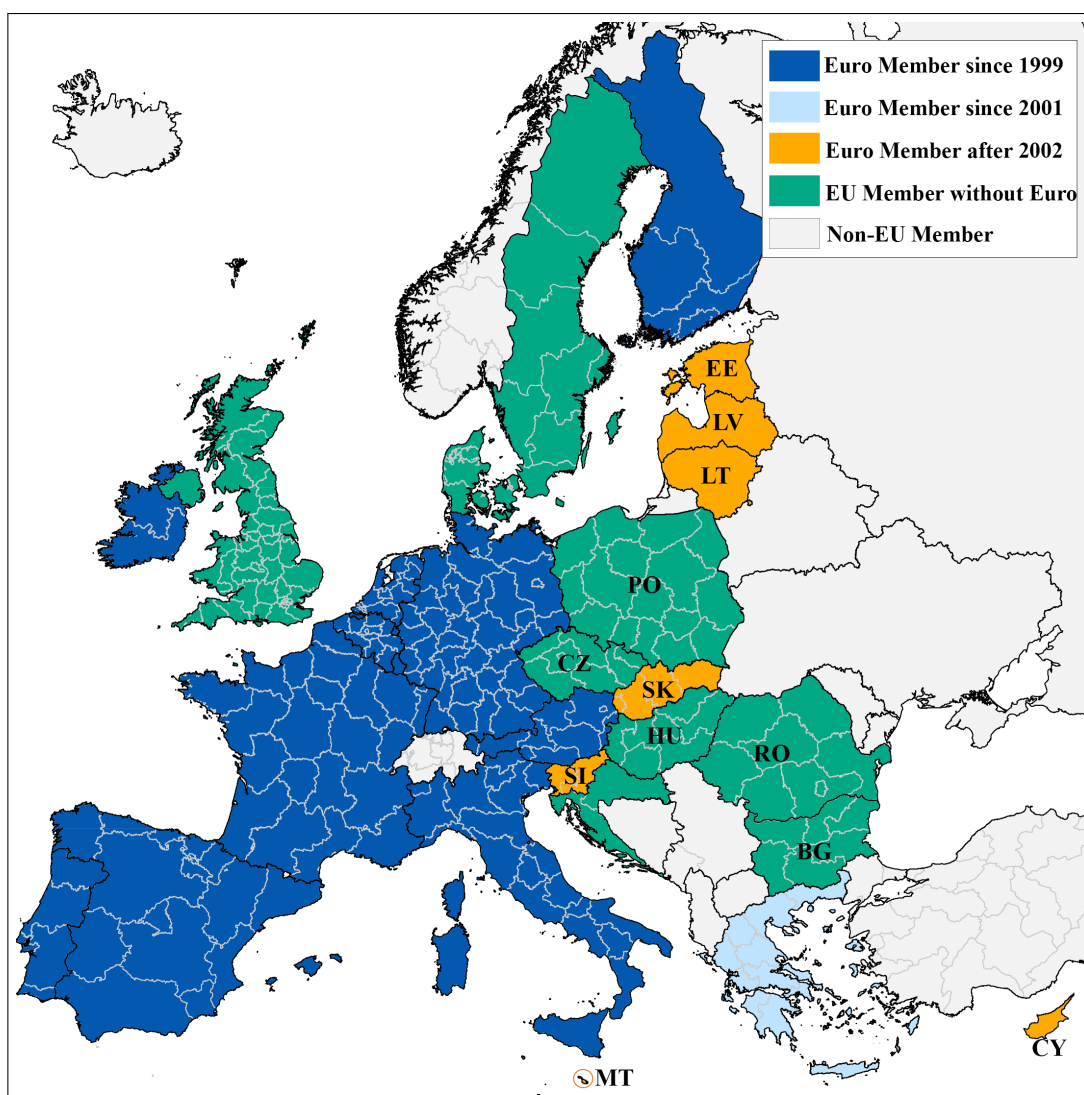 Euro Member since 1999
Euro Member since 2001
Euro Member after 2002
EU Member without Euro
Non-EU Member
EE
LV
LT
PO
CZ
SK
HU
RO
SI
BG
CY
MT